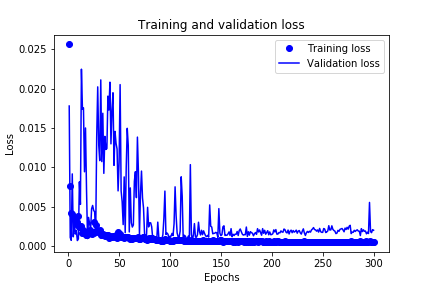 Training and validation loss
Training loss
Validation loss
0.025
0.020
0.015
0.010
0.005
0.000
Loss
0
50
100
150
200
250
300
Epochs